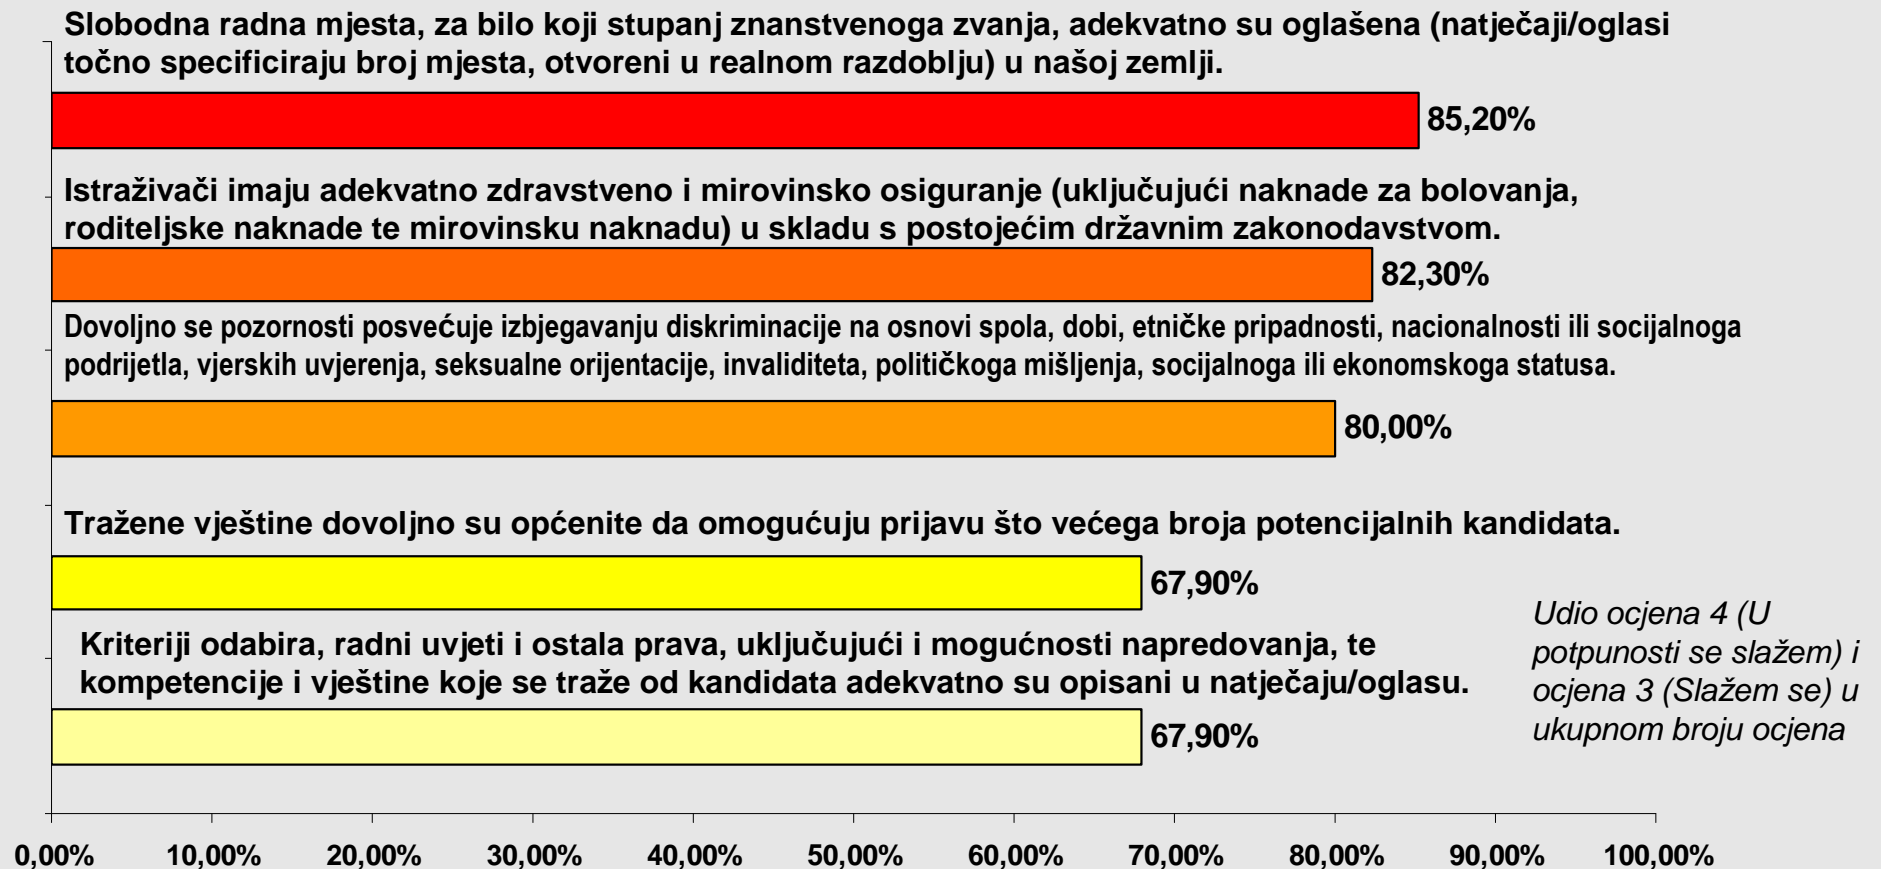 Slobodna radna mjesta, za bilo koji stupanj znanstvenoga zvanja, adekvatno su oglašena (natječaji/oglasi
točno specificiraju broj mjesta, otvoreni u realnom razdoblju) u našoj zemlji.
85,20%
Istraživači imaju adekvatno zdravstveno i mirovinsko osiguranje (uključujući naknade za bolovanja,
roditeljske naknade te mirovinsku naknadu) u skladu s postojećim državnim zakonodavstvom.
82,30%
Dovoljno se pozornosti posvećuje izbjegavanju diskriminacije na osnovi spola, dobi, etničke pripadnosti, nacionalnosti ili socijalnoga
podrijetla, vjerskih uvjerenja, seksualne orijentacije, invaliditeta, političkoga mišljenja, socijalnoga ili ekonomskoga statusa.
80,00%
Tražene vještine dovoljno su općenite da omogućuju prijavu što većega broja potencijalnih kandidata.
67,90%
Kriteriji odabira, radni uvjeti i ostala prava, uključujući i mogućnosti napredovanja, te
kompetencije i vještine koje se traže od kandidata adekvatno su opisani u natječaju/oglasu.
67,90%
Udio ocjena 4 (U
potpunosti se slažem) i
ocjena 3 (Slažem se) u
ukupnom broju ocjena
0,00% 10,00% 20,00% 30,00% 40,00% 50,00% 60,00% 70,00% 80,00% 90,00% 100,00%